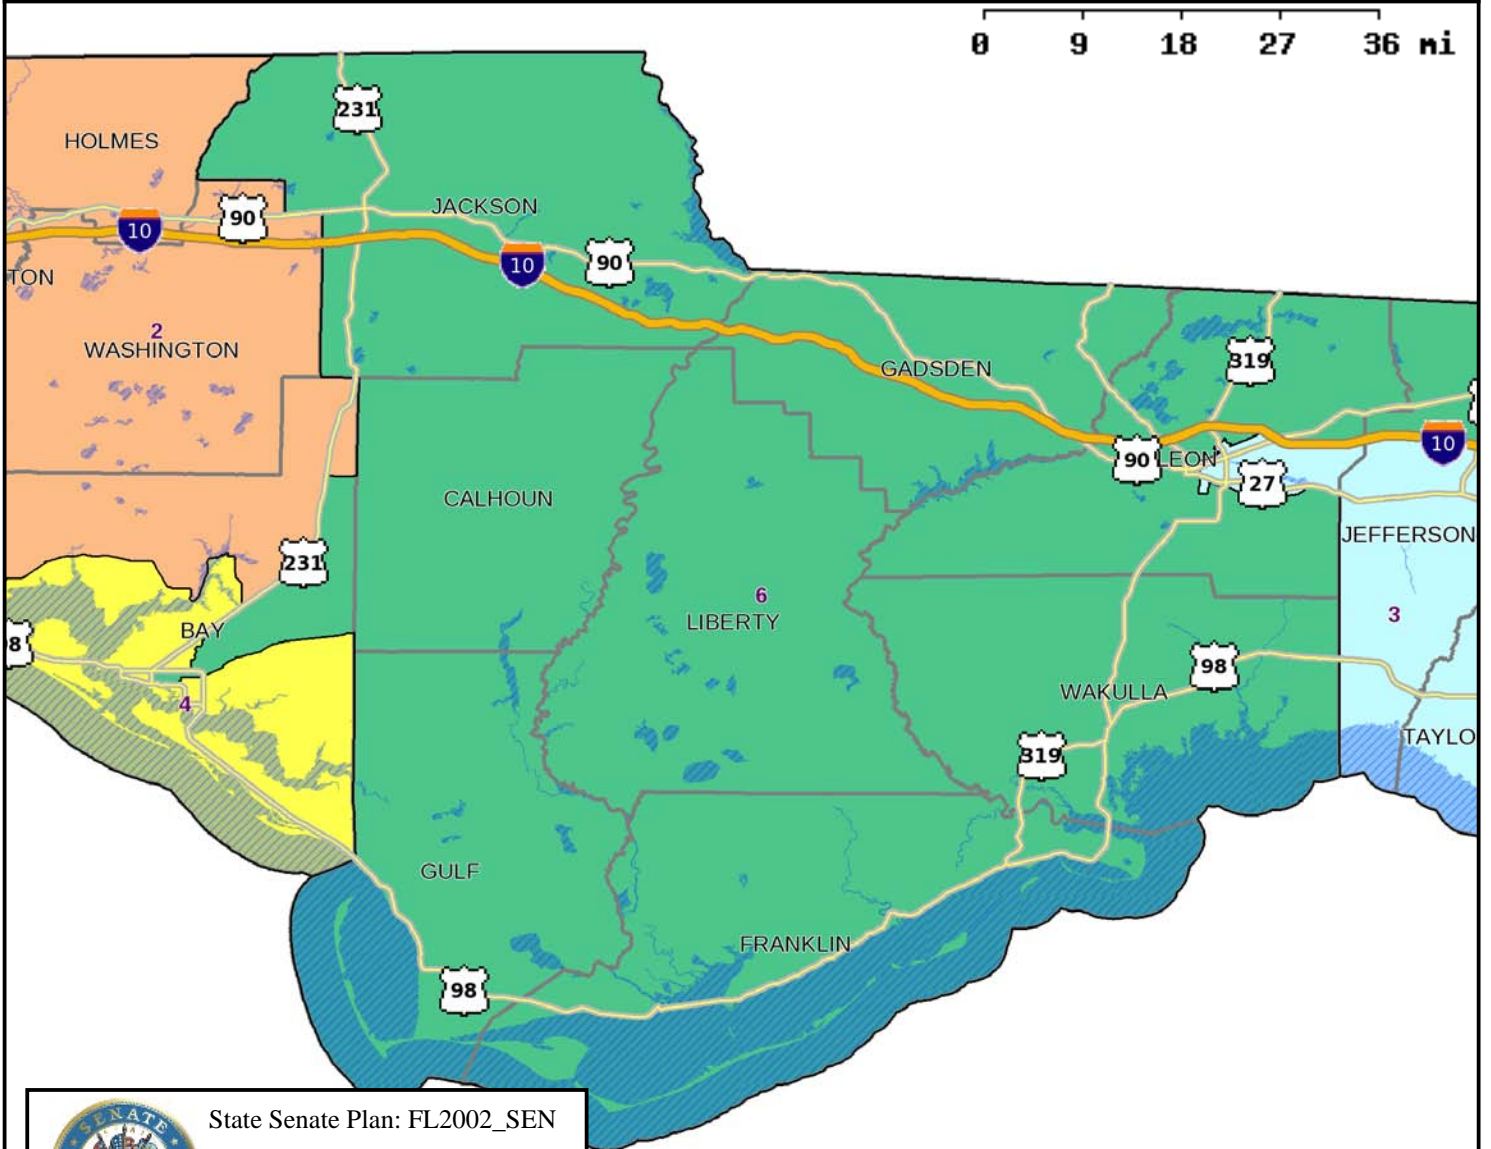 0 9 18 27 36 mi
231
HOLMES
JACKSON
90
10
10
90
TON
2
WASHINGTON
GADSDEN
319
10
90
LEON
27
CALHOUN
JEFFERSON
231
6
LIBERTY
3
BAY
8
98
WAKULLA
4
TAYLO
319
GULF
FRANKLIN
98
SENATE
State Senate Plan: FL2002_SEN